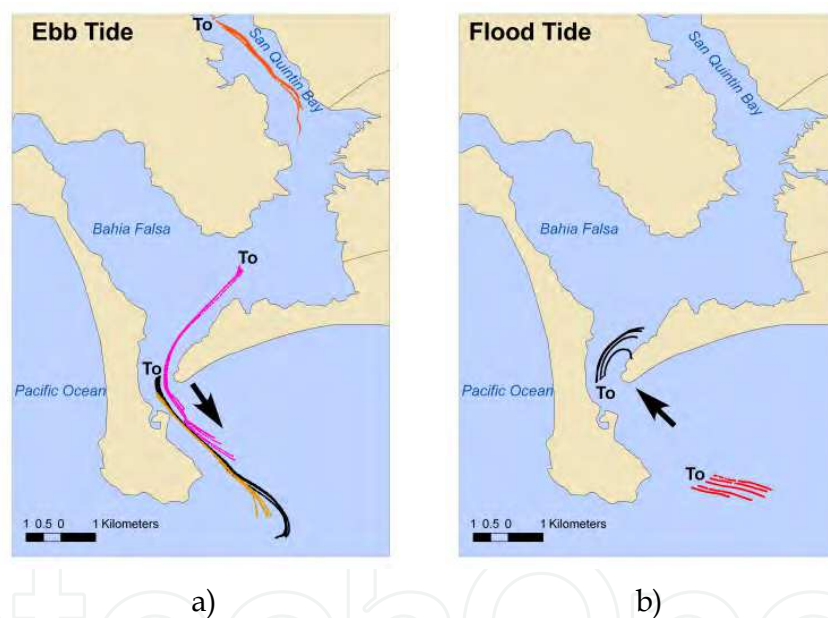 Ebb Tide
To
San Quintin Bay
Bahia Falsa
To
To
Pacific Ocean
1 0.5 0 1 Kilometers
a)
Flood Tide
San Quintin Bay
Bahia Falsa
Pacific Ocean
To
To
1 0.5 0 1 Kilometers
b)